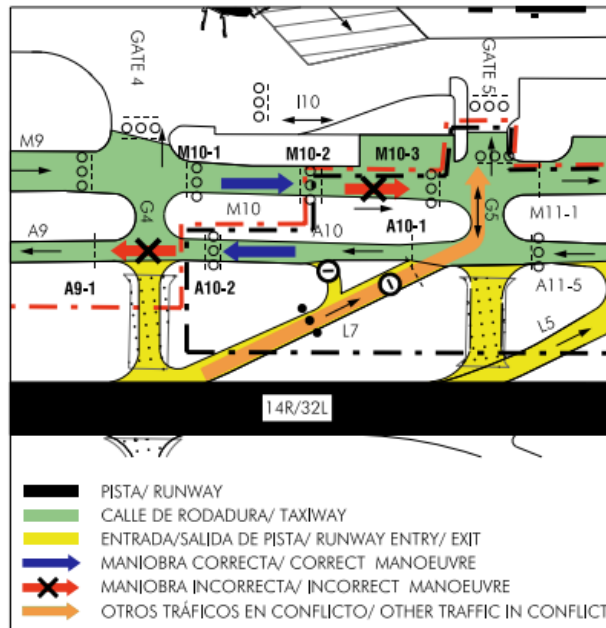 GATE 4
GATE 5
I10
M9
M10-1
M10-2
M10-3
M10
G4
G5
M11-1
A9
A10
A10-1
A9-1
A10-2
A11-5
L7
L5
14R/32L
PISTA/ RUNWAY
CALLE DE RODADURA/ TAXIWAY
ENTRADA/SALIDA DE PISTA/ RUNWAY ENTRY/ EXIT
MANIOBRA CORRECTA/ CORRECT MANOEUVRE
MANIOBRA INCORRECTA/ INCORRECT MANOEUVRE
OTROS TRÁFICOS EN CONFLICTO/ OTHER TRAFFIC IN CONFLICT